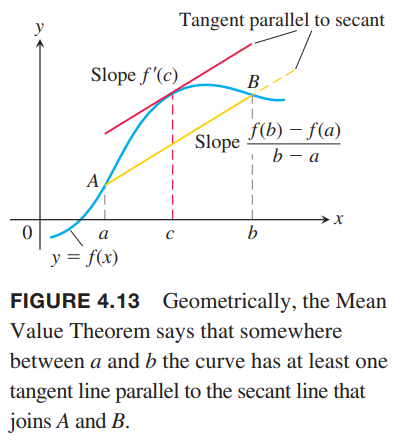 y
Tangent parallel to secant
Slope f′(c)
B
Slope f(b) − f(a)
b − a
A
0
a
c
b
x
y = f(x)
FIGURE 4.13 Geometrically, the Mean
Value Theorem says that somewhere
between a and b the curve has at least one
tangent line parallel to the secant line that
joins A and B.